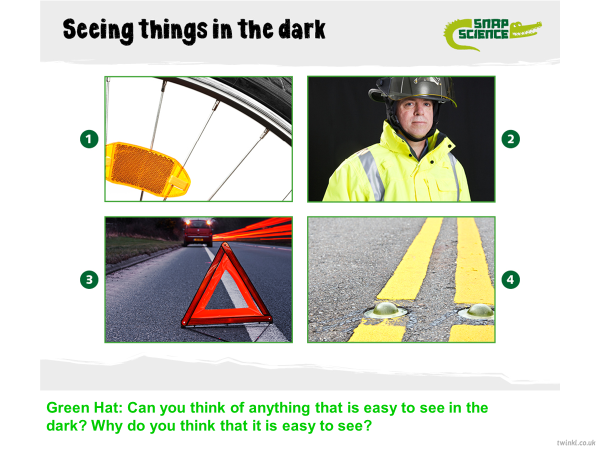 Seeing things in the dark
SNAP
SCIENCE
1
2
3
4
Green Hat: Can you think of anything that is easy to see in the
dark? Why do you think that it is easy to see?
twinkl.co.uk